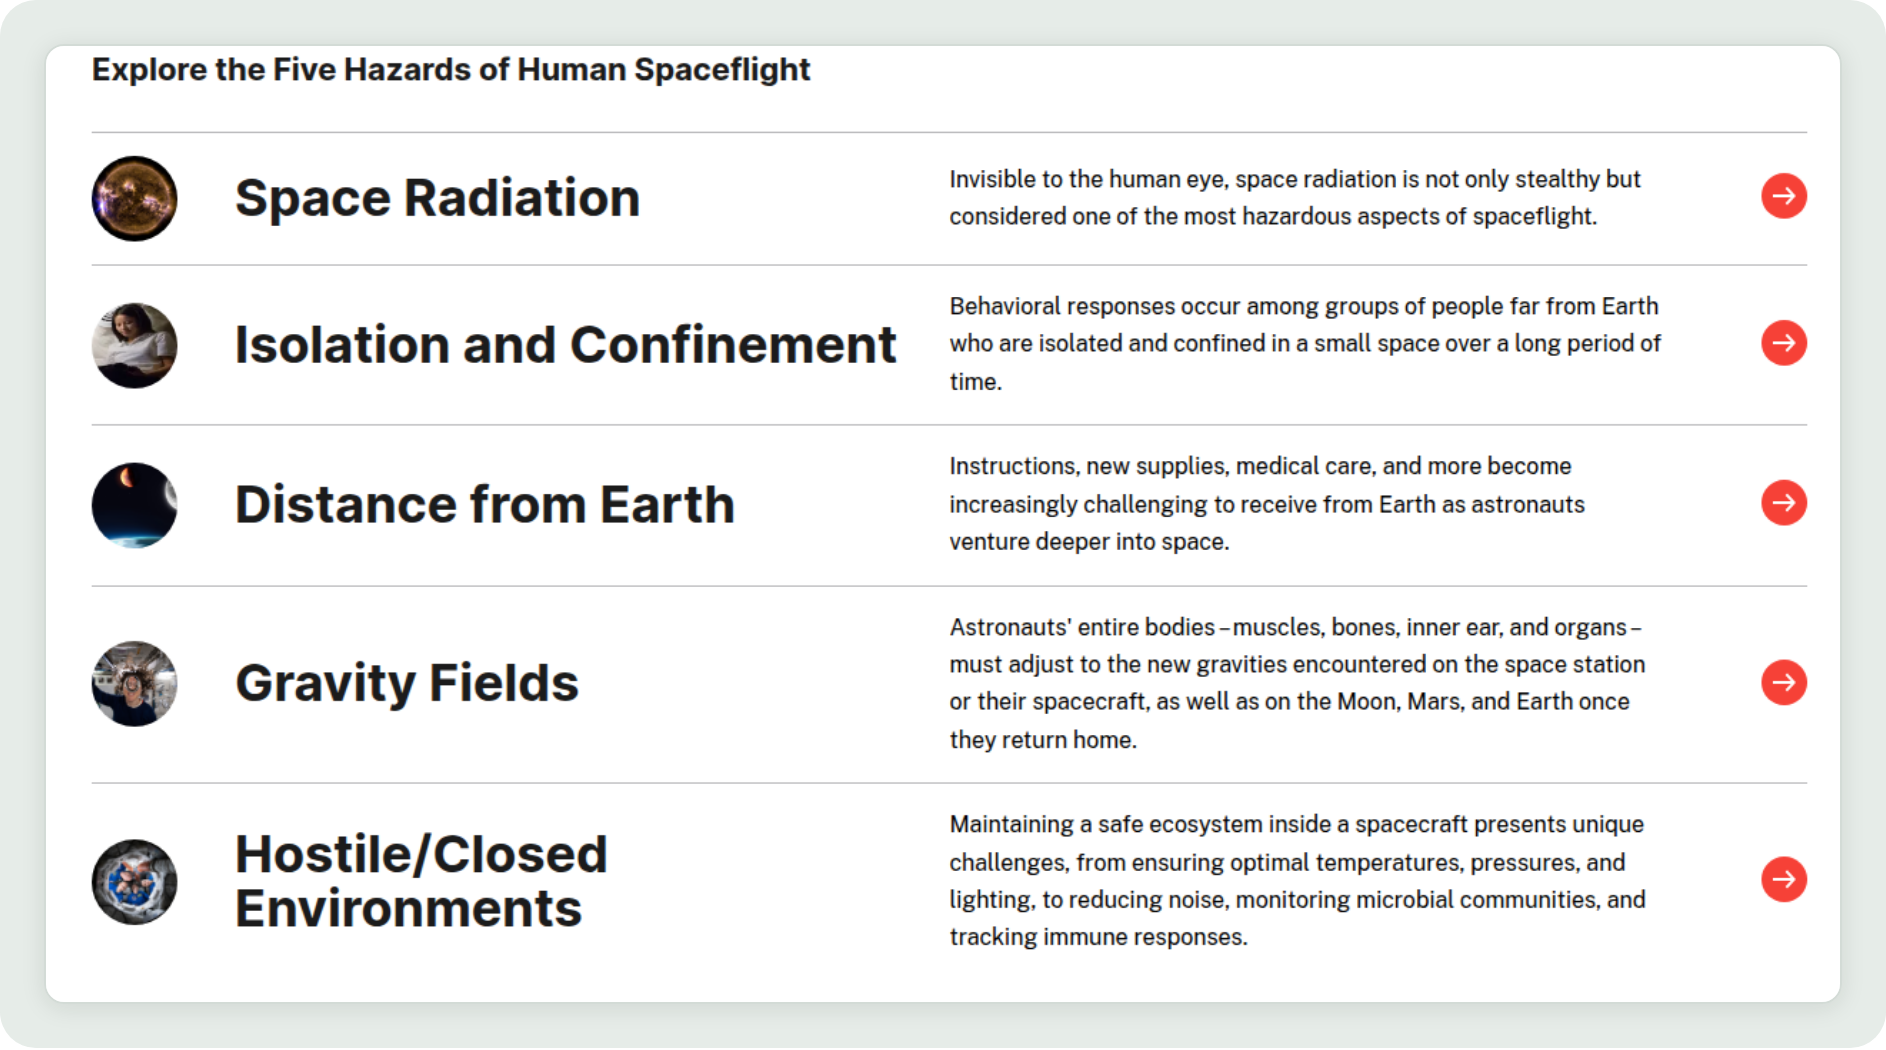 Explore the Five Hazards of Human Spaceflight
Space Radiation
Invisible to the human eye, space radiation is not only stealthy but
considered one of the most hazardous aspects of spaceflight.
Isolation and Confinement
Behavioral responses occur among groups of people far from Earth
who are isolated and confined in a small space over a long period of
time.
Distance from Earth
Instructions, new supplies, medical care, and more become
increasingly challenging to receive from Earth as astronauts
venture deeper into space.
Gravity Fields
Astronauts' entire bodies–muscles, bones, inner ear, and organs–
must adjust to the new gravities encountered on the space station
or their spacecraft, as well as on the Moon, Mars, and Earth once
they return home.
Hostile/Closed
Environments
Maintaining a safe ecosystem inside a spacecraft presents unique
challenges, from ensuring optimal temperatures, pressures, and
lighting, to reducing noise, monitoring microbial communities, and
tracking immune responses.